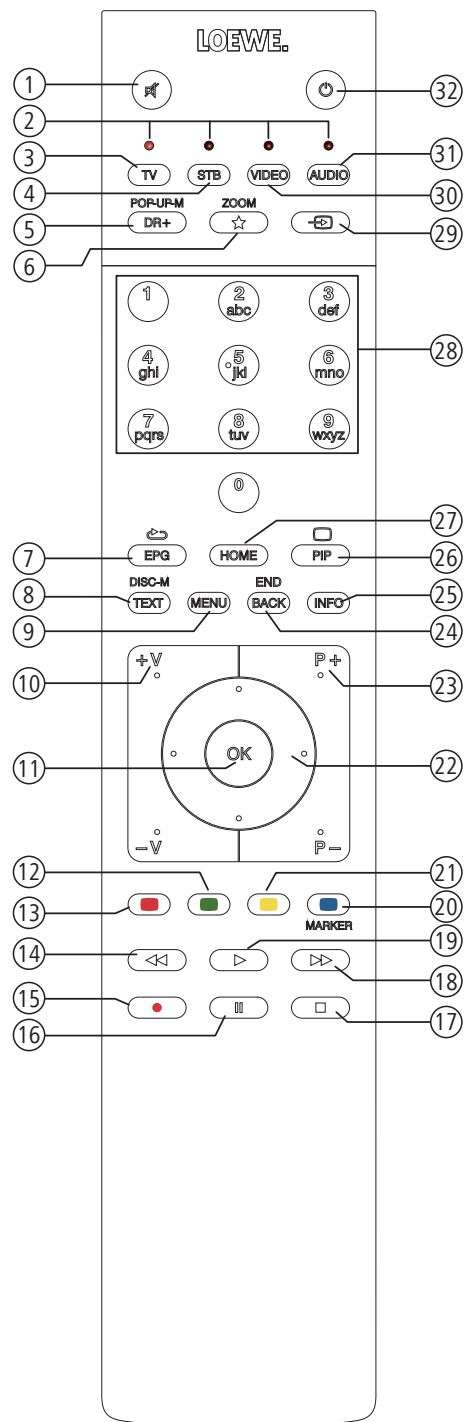 LOEWE.
1
32
2
3
TV
STB
VIDEO
AUDIO
31
4
30
POP-UP-M
ZOOM
5
DR+
29
6
1
2
abc
3
def
28
4
ghi
5
jkl
6
mno
7
pqrs
8
tuv
9
wxyz
0
27
7
EPG
HOME
PIP
26
DISC-M
END
8
TEXT
MENU
BACK
INFO
25
9
24
+V
P+
10
23
11
OK
22
–V
P–
12
21
13
20
MARKER
14
19
18
15
16
17